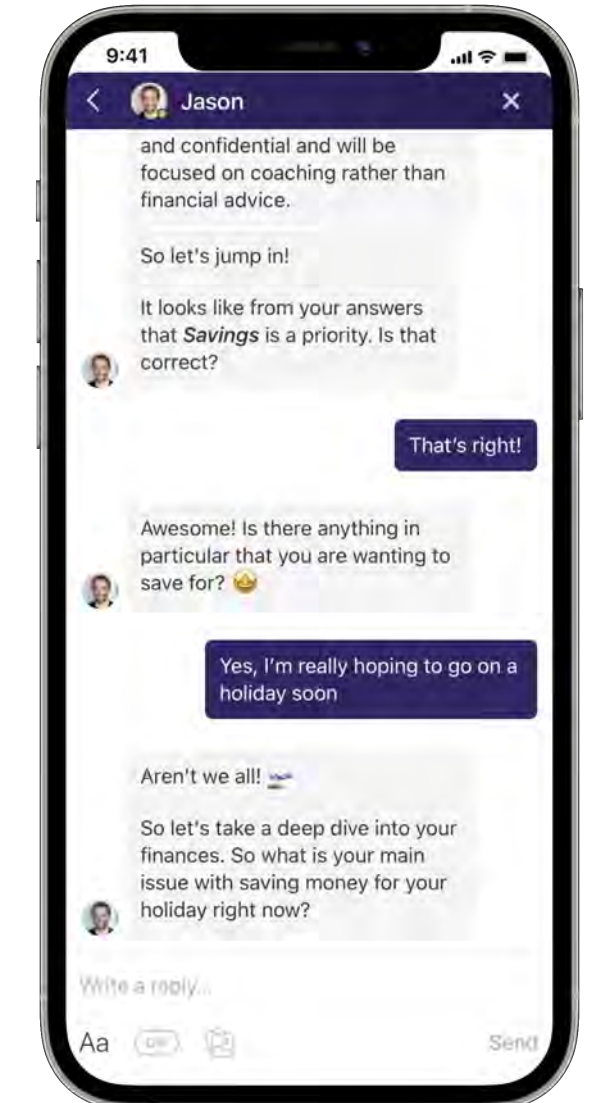 9:41
Jason
and confidential and will be
focused on coaching rather than
financial advice.
So let's jump in!
It looks like from your answers
that Savings is a priority. Is that
correct?
That's right!
Awesome! Is there anything in
particular that you are wanting to
save for? 🤩
Yes, I'm really hoping to go on a
holiday soon
Aren't we all! 🛫
So let's take a deep dive into your
finances. So what is your main
issue with saving money for your
holiday right now?
Write a reply...
Aa GIF Send